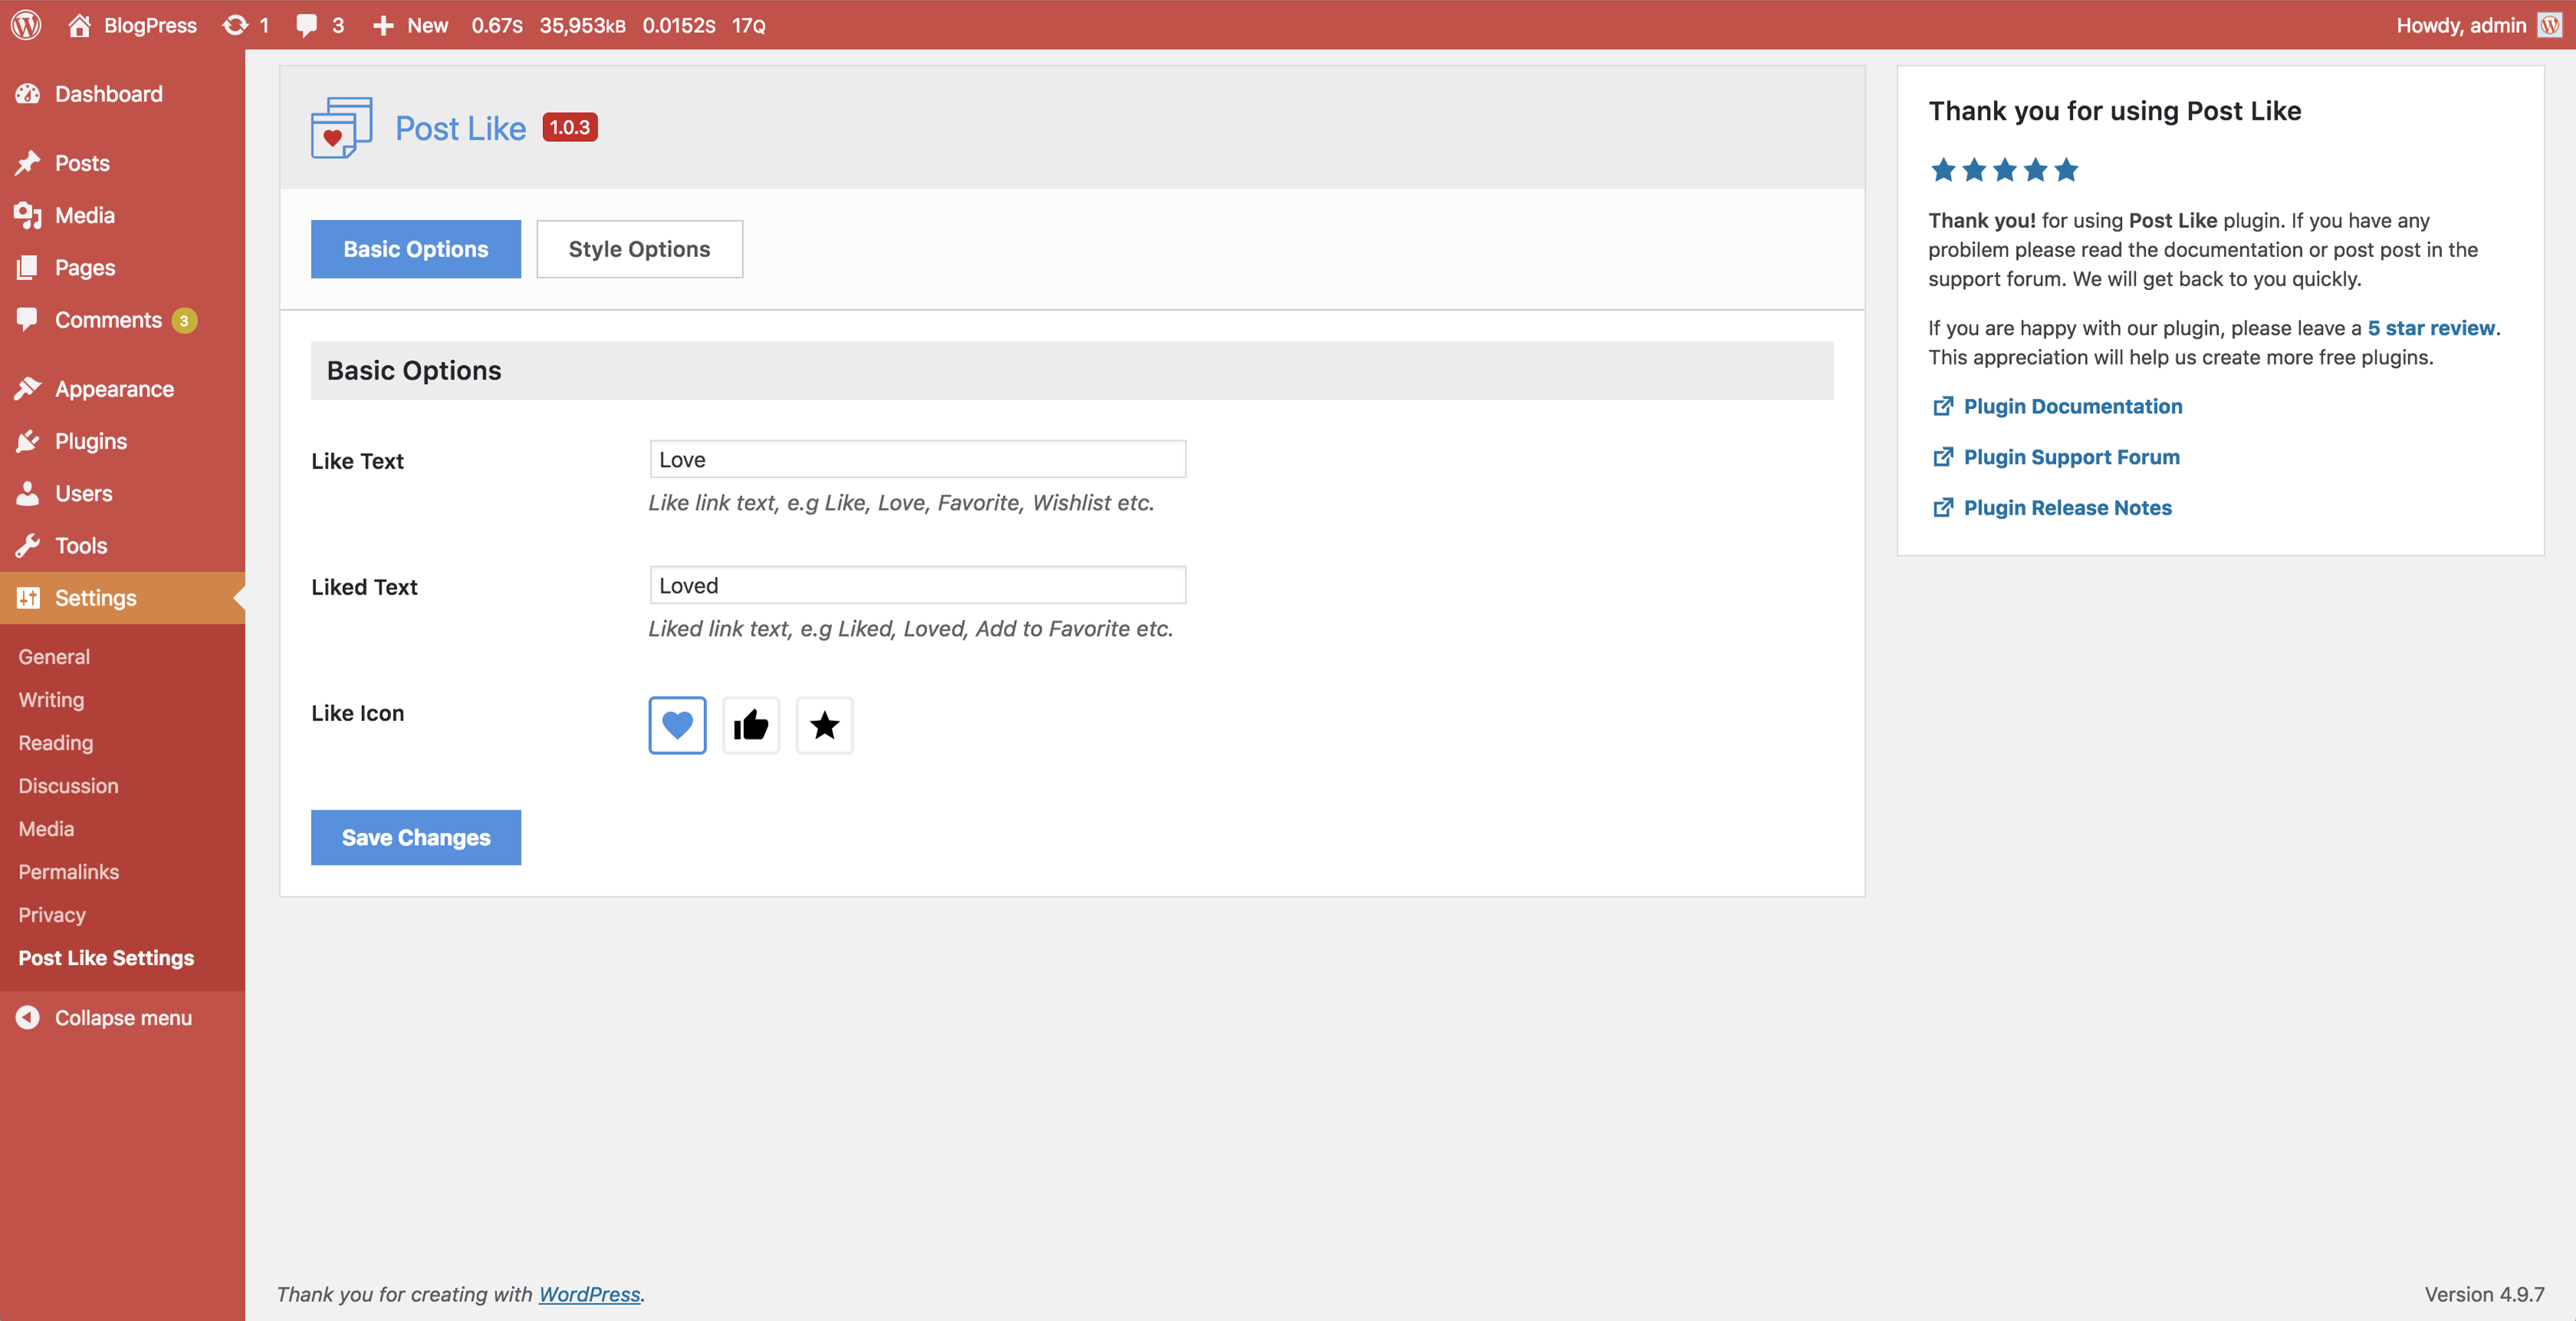 BlogPress 1 3 New 0.67S 35,953KB 0.0152S 17Q
Howdy, admin
Dashboard
Posts
Media
Pages
Comments 3
Appearance
Plugins
Users
Tools
Settings
General
Writing
Reading
Discussion
Media
Permalinks
Privacy
Post Like Settings
Collapse menu
Post Like 1.0.3
Basic Options
Style Options
Basic Options
Like Text
Love
Like link text, e.g Like, Love, Favorite, Wishlist etc.
Liked Text
Loved
Liked link text, e.g Liked, Loved, Add to Favorite etc.
Like Icon
Save Changes
Thank you for using Post Like
Thank you! for using Post Like plugin. If you have any
probilem please read the documentation or post post in the
support forum. We will get back to you quickly.
If you are happy with our plugin, please leave a 5 star review.
This appreciation will help us create more free plugins.
Plugin Documentation
Plugin Support Forum
Plugin Release Notes
Thank you for creating with WordPress.
Version 4.9.7